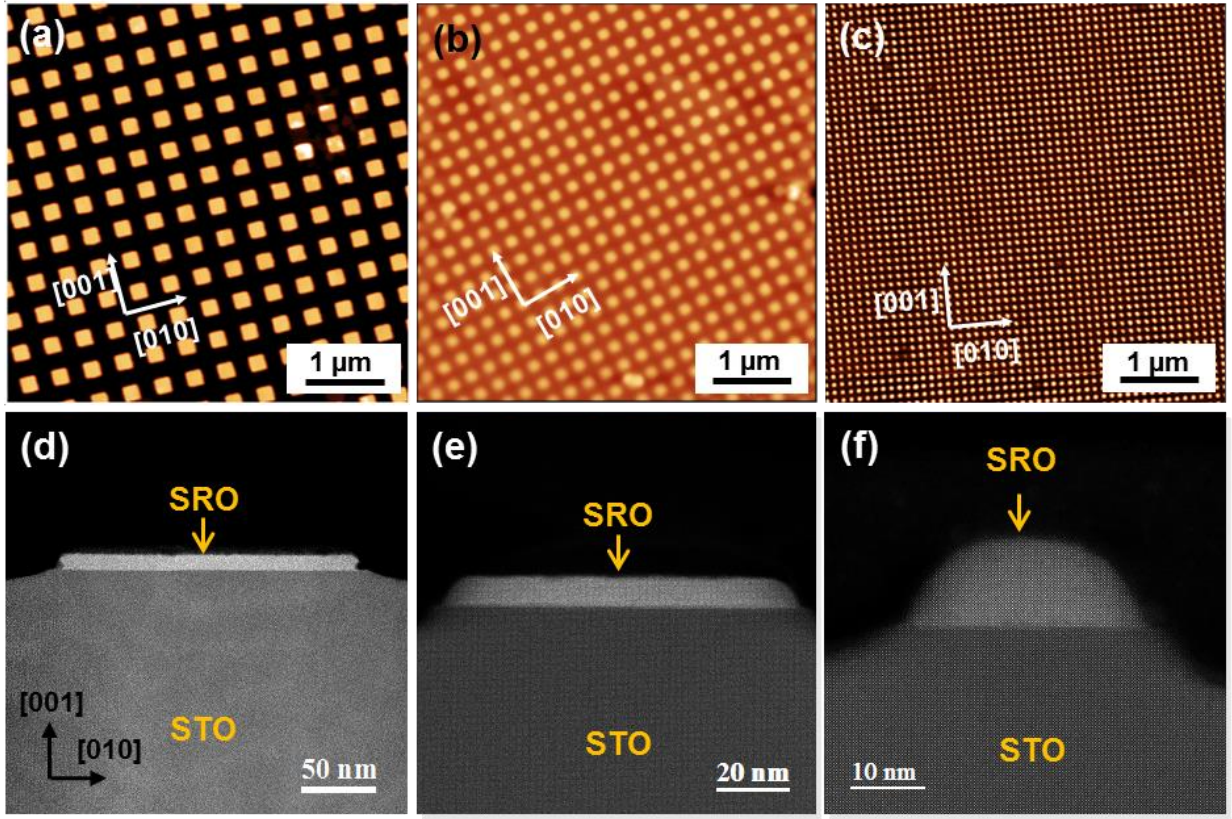 (a)
[001]
[010]
1 µm
(b)
[001]
[010]
1 µm
(c)
[001]
[010]
1 µm
(d)
SRO
[001]
[010]
STO
50 nm
(e)
SRO
STO
20 nm
(f)
SRO
STO
10 nm